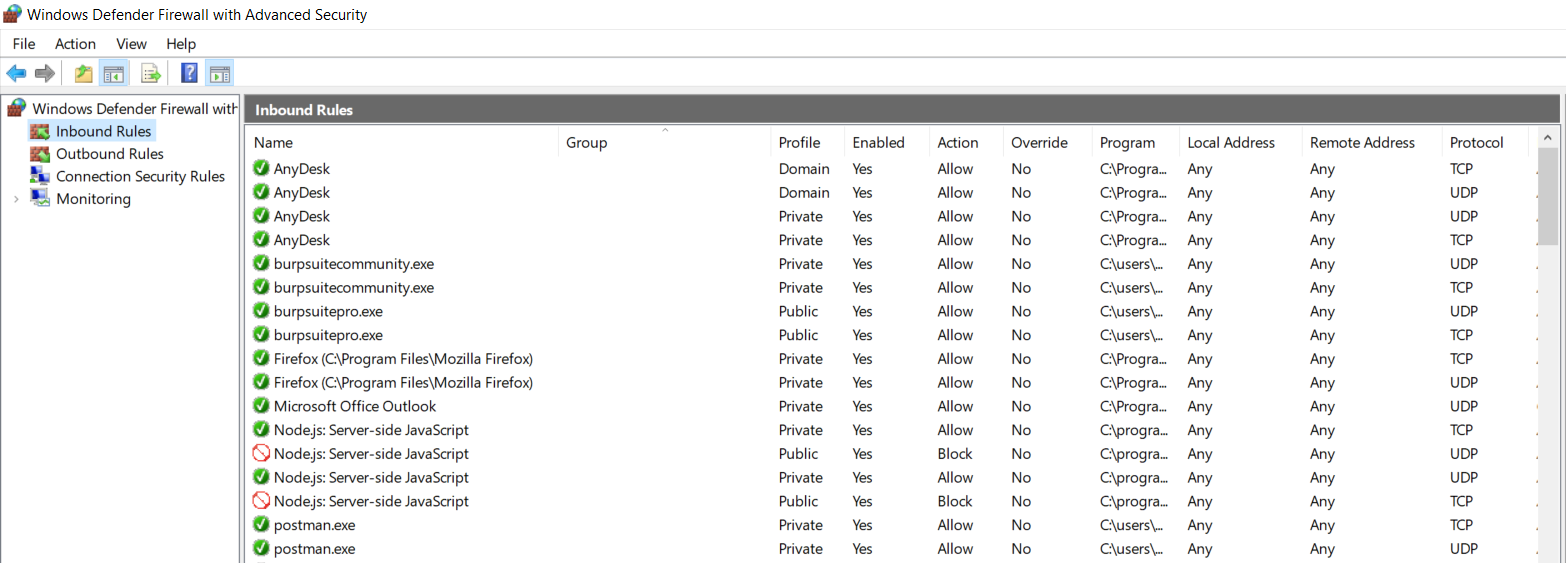 Windows Defender Firewall with Advanced Security
File Action View Help
Windows Defender Firewall with
Inbound Rules
Outbound Rules
Connection Security Rules
Monitoring
Inbound Rules
Name Group Profile Enabled Action Override Program Local Address Remote Address Protocol
AnyDesk Domain Yes Allow No C:\Progra... Any Any TCP
AnyDesk Domain Yes Allow No C:\Progra... Any Any UDP
AnyDesk Private Yes Allow No C:\Progra... Any Any UDP
AnyDesk Private Yes Allow No C:\Progra... Any Any TCP
burpsuitecommunity.exe Private Yes Allow No C:\users\... Any Any UDP
burpsuitecommunity.exe Private Yes Allow No C:\users\... Any Any TCP
burpsuitepro.exe Public Yes Allow No C:\users\... Any Any UDP
burpsuitepro.exe Public Yes Allow No C:\users\... Any Any TCP
Firefox (C:\Program Files\Mozilla Firefox) Private Yes Allow No C:\Progra... Any Any TCP
Firefox (C:\Program Files\Mozilla Firefox) Private Yes Allow No C:\Progra... Any Any UDP
Microsoft Office Outlook Private Yes Allow No C:\Progra... Any Any UDP
Node.js: Server-side JavaScript Private Yes Allow No C:\progra... Any Any TCP
Node.js: Server-side JavaScript Public Yes Block No C:\progra... Any Any UDP
Node.js: Server-side JavaScript Private Yes Allow No C:\progra... Any Any UDP
Node.js: Server-side JavaScript Public Yes Block No C:\progra... Any Any TCP
postman.exe Private Yes Allow No C:\users\... Any Any TCP
postman.exe Private Yes Allow No C:\users\... Any Any UDP